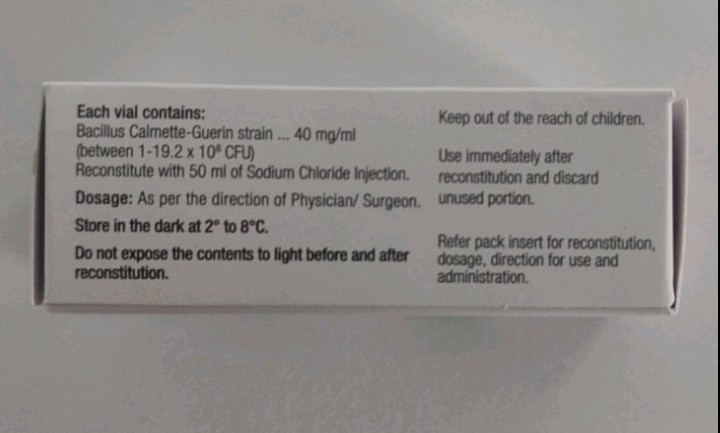 Each vial contains:
Bacillus Calmette-Guerin strain ... 40 mg/ml
(between 1-19.2 x 10⁸ CFU)
Reconstitute with 50 ml of Sodium Chloride Injection.
Dosage: As per the direction of Physician/ Surgeon.
Store in the dark at 2° to 8°C.
Do not expose the contents to light before and after
reconstitution.
Keep out of the reach of children.
Use immediately after
reconstitution and discard
unused portion.
Refer pack insert for reconstitution,
dosage, direction for use and
administration.